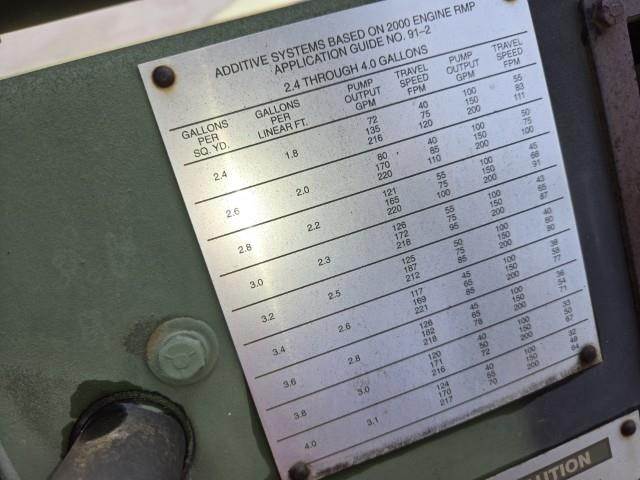 ADDITIVE SYSTEMS BASED ON 2000 ENGINE RMP
APPLICATION GUIDE NO. 91-2
2.4 THROUGH 4.0 GALLONS
GALLONS PER SQ. YD. GALLONS PER LINEAR FT. PUMP OUTPUT GPM TRAVEL SPEED FPM PUMP OUTPUT GPM TRAVEL SPEED FPM
72 40 100 55
2.4 1.8 135 75 150 83
216 120 200 111
80 40 100 50
2.6 2.0 170 85 150 75
220 110 200 100
121 55 100 45
2.8 2.2 165 75 150 68
220 100 200 91
126 55 100 43
3.0 2.3 172 75 150 65
218 95 200 87
125 50 100 40
3.2 2.5 187 75 150 60
212 85 200 80
117 45 100 38
3.4 2.6 169 65 150 58
221 85 200 77
126 45 100 36
3.6 2.8 182 65 150 54
218 78 200 71
120 40 100 33
3.8 3.0 171 50 150 50
216 72 200 67
124 40 100 32
4.0 3.1 170 55 150 49
217 70 200 64
UTION